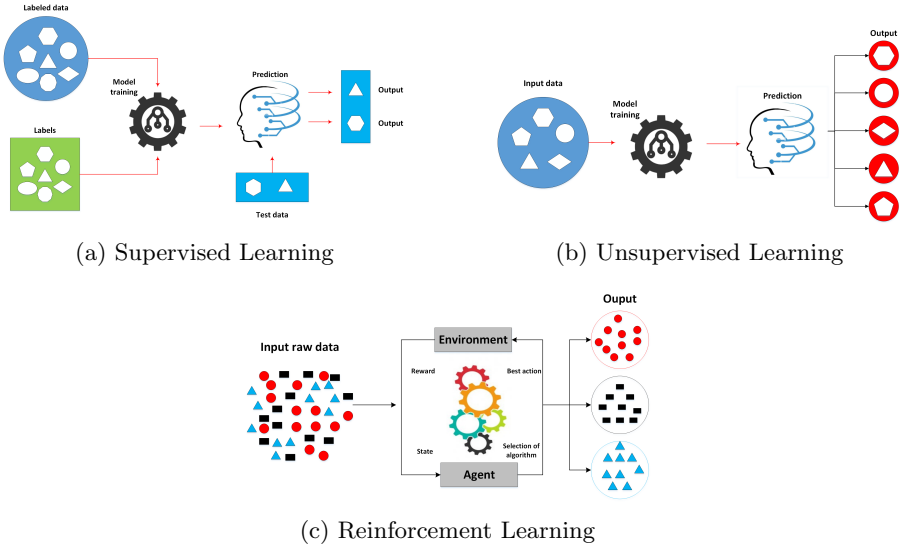 Labeled data
Model
training
Prediction
Output
Output
Labels
Test data
(a) Supervised Learning
Input data
Model
training
Prediction
Output
(b) Unsupervised Learning
Input raw data
Environment
Reward
Best action
State
Selection of
algorithm
Agent
Ouput
(c) Reinforcement Learning